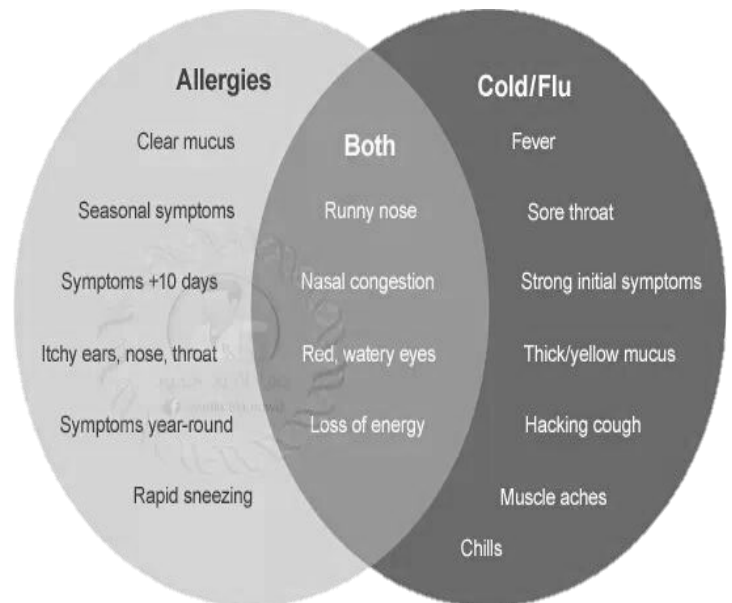 Allergies
Clear mucus
Seasonal symptoms
Symptoms +10 days
Itchy ears, nose, throat
Symptoms year-round
Rapid sneezing
Both
Runny nose
Nasal congestion
Red, watery eyes
Loss of energy
Cold/Flu
Fever
Sore throat
Strong initial symptoms
Thick/yellow mucus
Hacking cough
Muscle aches
Chills